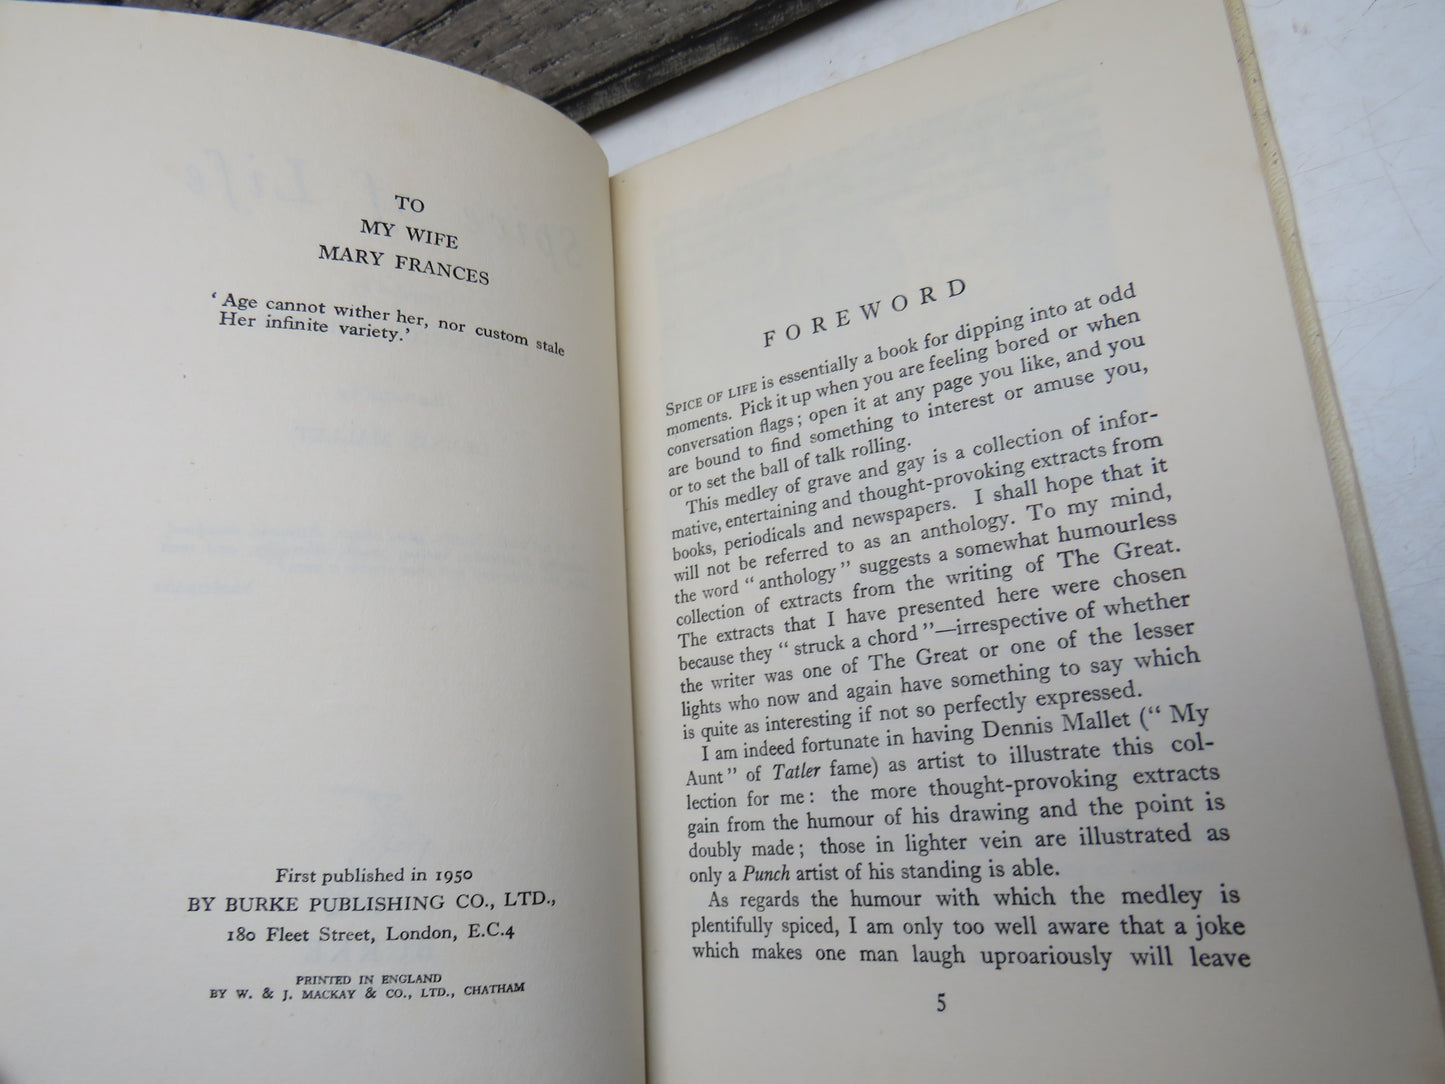 TO
MY WIFE
MARY FRANCES
‘Age cannot wither her, nor custom stale
Her infinite variety.’
First published in 1950
BY BURKE PUBLISHING CO., LTD.,
180 Fleet Street, London, E.C.4
PRINTED IN ENGLAND
BY W. & J. MACKAY & CO., LTD., CHATHAM
FOREWORD
SPICE OF LIFE is essentially a book for dipping into at odd
moments. Pick it up when you are feeling bored or when
conversation flags; open it at any page you like, and you
are bound to find something to interest or amuse you,
or to set the ball of talk rolling.
This medley of grave and gay is a collection of infor-
mative, entertaining and thought-provoking extracts from
books, periodicals and newspapers. I shall hope that it
will not be referred to as an anthology. To my mind,
the word “anthology” suggests a somewhat humourless
collection of extracts from the writing of The Great.
The extracts that I have presented here were chosen
because they “struck a chord”—irrespective of whether
the writer was one of The Great or one of the lesser
lights who now and again have something to say which
is quite as interesting if not so perfectly expressed.
I am indeed fortunate in having Dennis Mallet (“My
Aunt” of Tatler fame) as artist to illustrate this col-
lection for me: the more thought-provoking extracts
gain from the humour of his drawing and the point is
doubly made; those in lighter vein are illustrated as
only a Punch artist of his standing is able.
As regards the humour with which the medley is
plentifully spiced, I am only too well aware that a joke
which makes one man laugh uproariously will leave
5